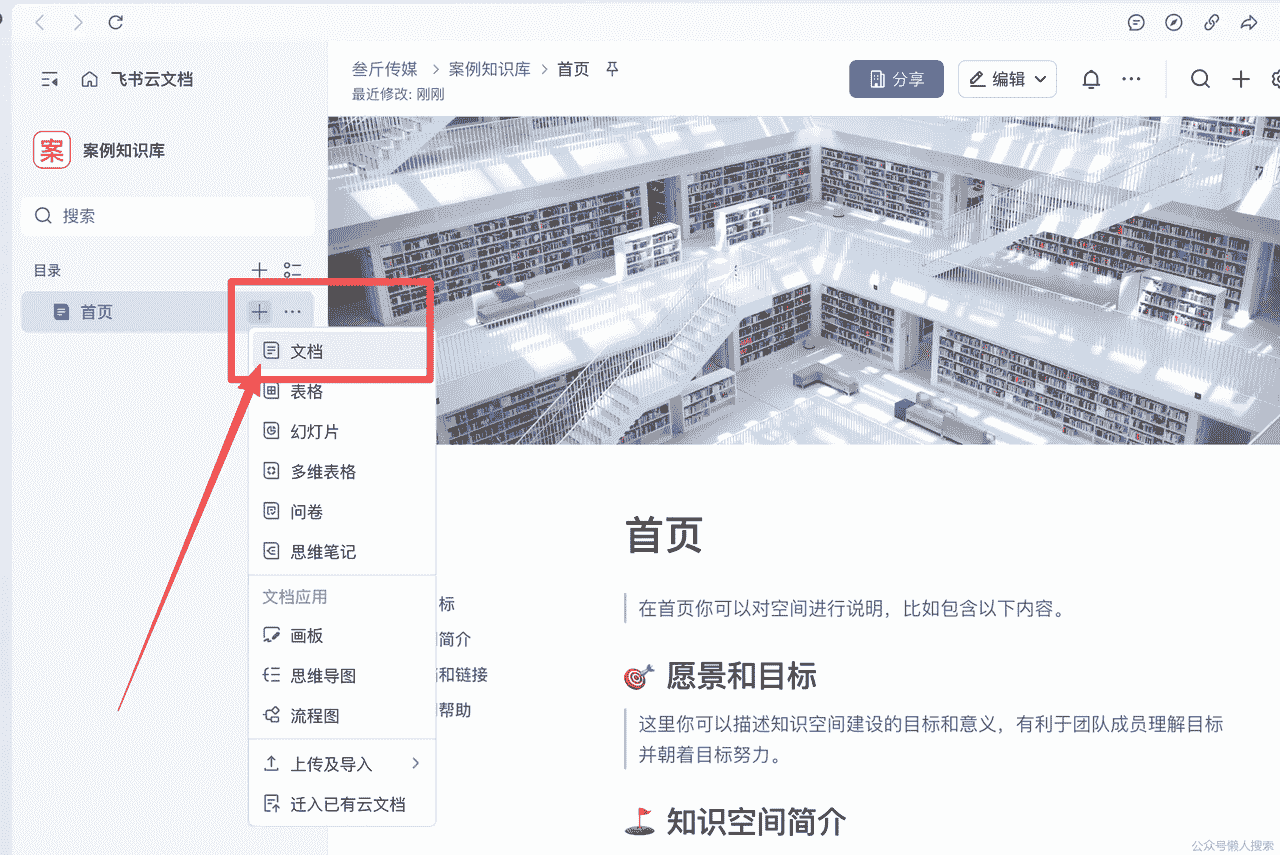 飞书云文档
叁斤传媒 > 案例知识库 > 首页
最近修改: 刚刚
分享
编辑
案
案例知识库
搜索
目录
首页
文档
表格
幻灯片
多维表格
问卷
思维笔记
文档应用
画板
思维导图
流程图
上传及导入
迁入已有云文档
标
简介
和链接
帮助
首页
在首页你可以对空间进行说明，比如包含以下内容。
愿景和目标
这里你可以描述知识空间建设的目标和意义，有利于团队成员理解目标
并朝着目标努力。
知识空间简介
公众号懒人搜索